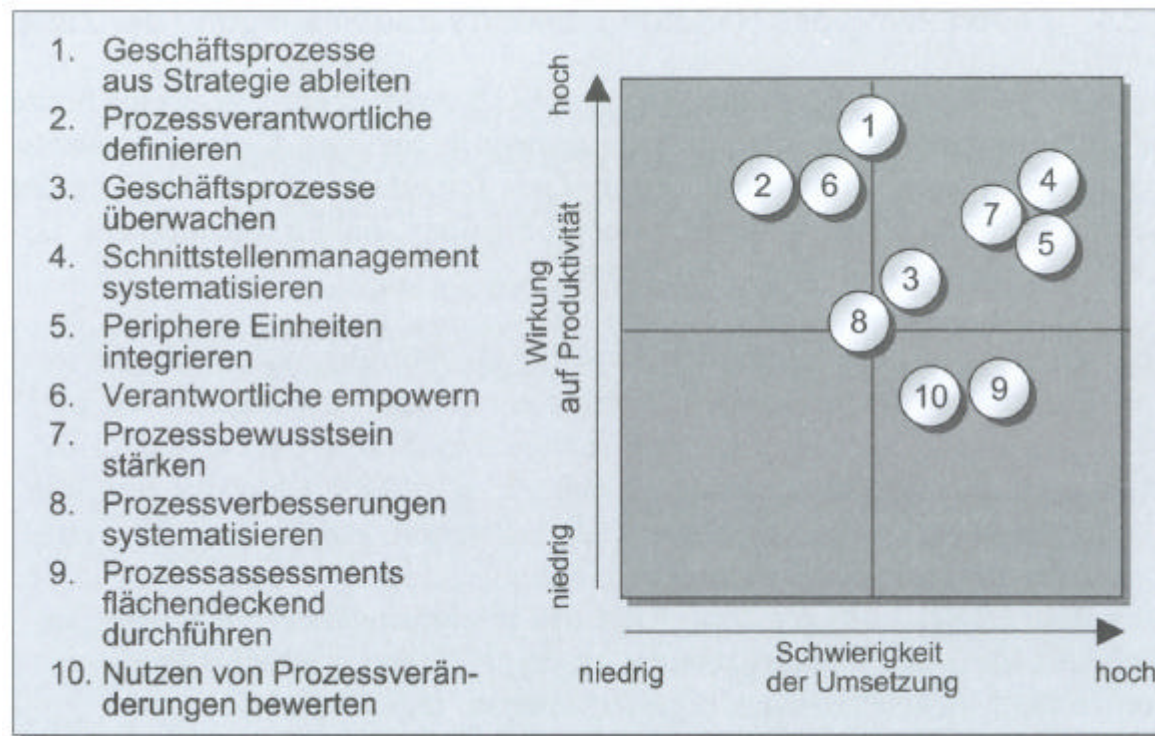 1. Geschäftsprozesse
aus Strategie ableiten
2. Prozessverantwortliche
definieren
3. Geschäftsprozesse
überwachen
4. Schnittstellenmanagement
systematisieren
5. Periphere Einheiten
integrieren
6. Verantwortliche empowern
7. Prozessbewusstsein
stärken
8. Prozessverbesserungen
systematisieren
9. Prozessassessments
flächendeckend
durchführen
10. Nutzen von Prozessverän-
derungen bewerten
hoch
Wirkung
auf Produktivität
niedrig
1
2
6
4
7
5
3
8
10
9
niedrig
Schwierigkeit
der Umsetzung
hoch